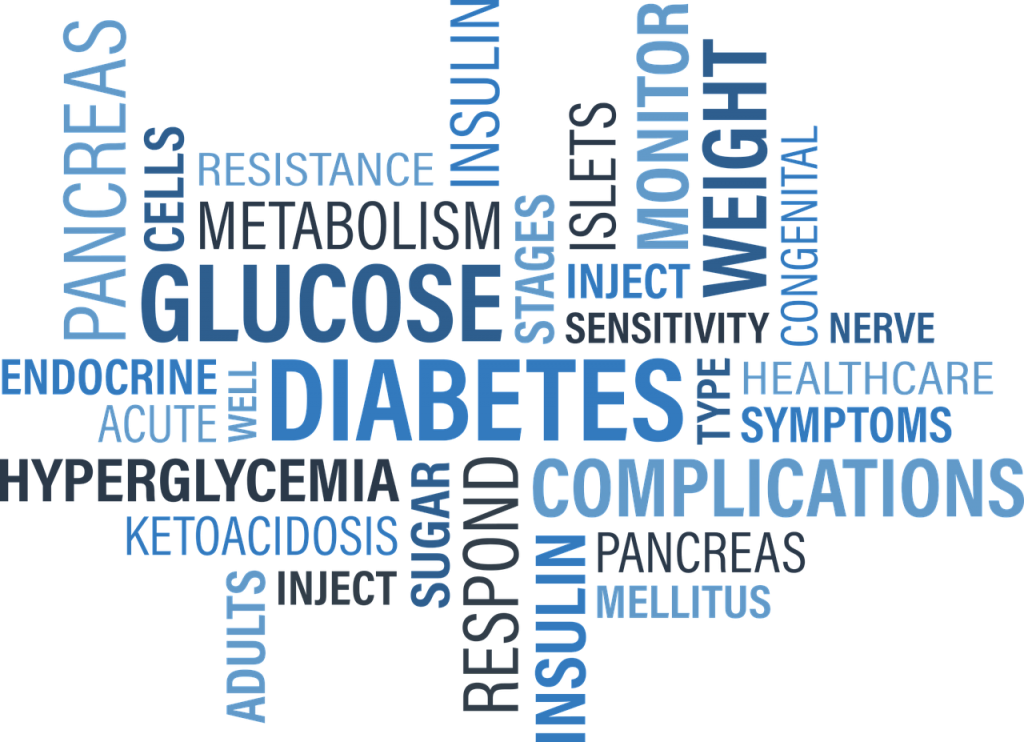 PANCREAS
INSULIN
MONITOR
WEIGHT
CELLS
RESISTANCE
ISLETS
CONGENITAL
METABOLISM
STAGES
GLUCOSE
INJECT
SENSITIVITY
NERVE
ENDOCRINE
WELL
DIABETES
TYPE
HEALTHCARE
ACUTE
SYMPTOMS
HYPERGLYCEMIA
SUGAR
RESPOND
COMPLICATIONS
KETOACIDOSIS
INSULIN
PANCREAS
ADULTS
INJECT
MELLITUS